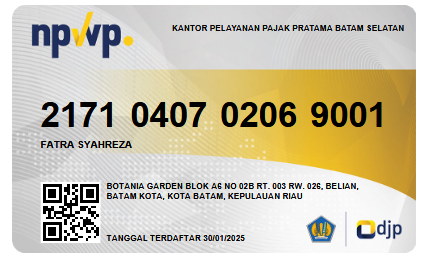 npwp.
KANTOR PELAYANAN PAJAK PRATAMA BATAM SELATAN
2171 0407 0206 9001
FATRA SYAHREZA
BOTANIA GARDEN BLOK A6 NO 02B RT. 003 RW. 026, BELIAN,
BATAM KOTA, KOTA BATAM, KEPULAUAN RIAU
TANGGAL TERDAFTAR 30/01/2025
djp